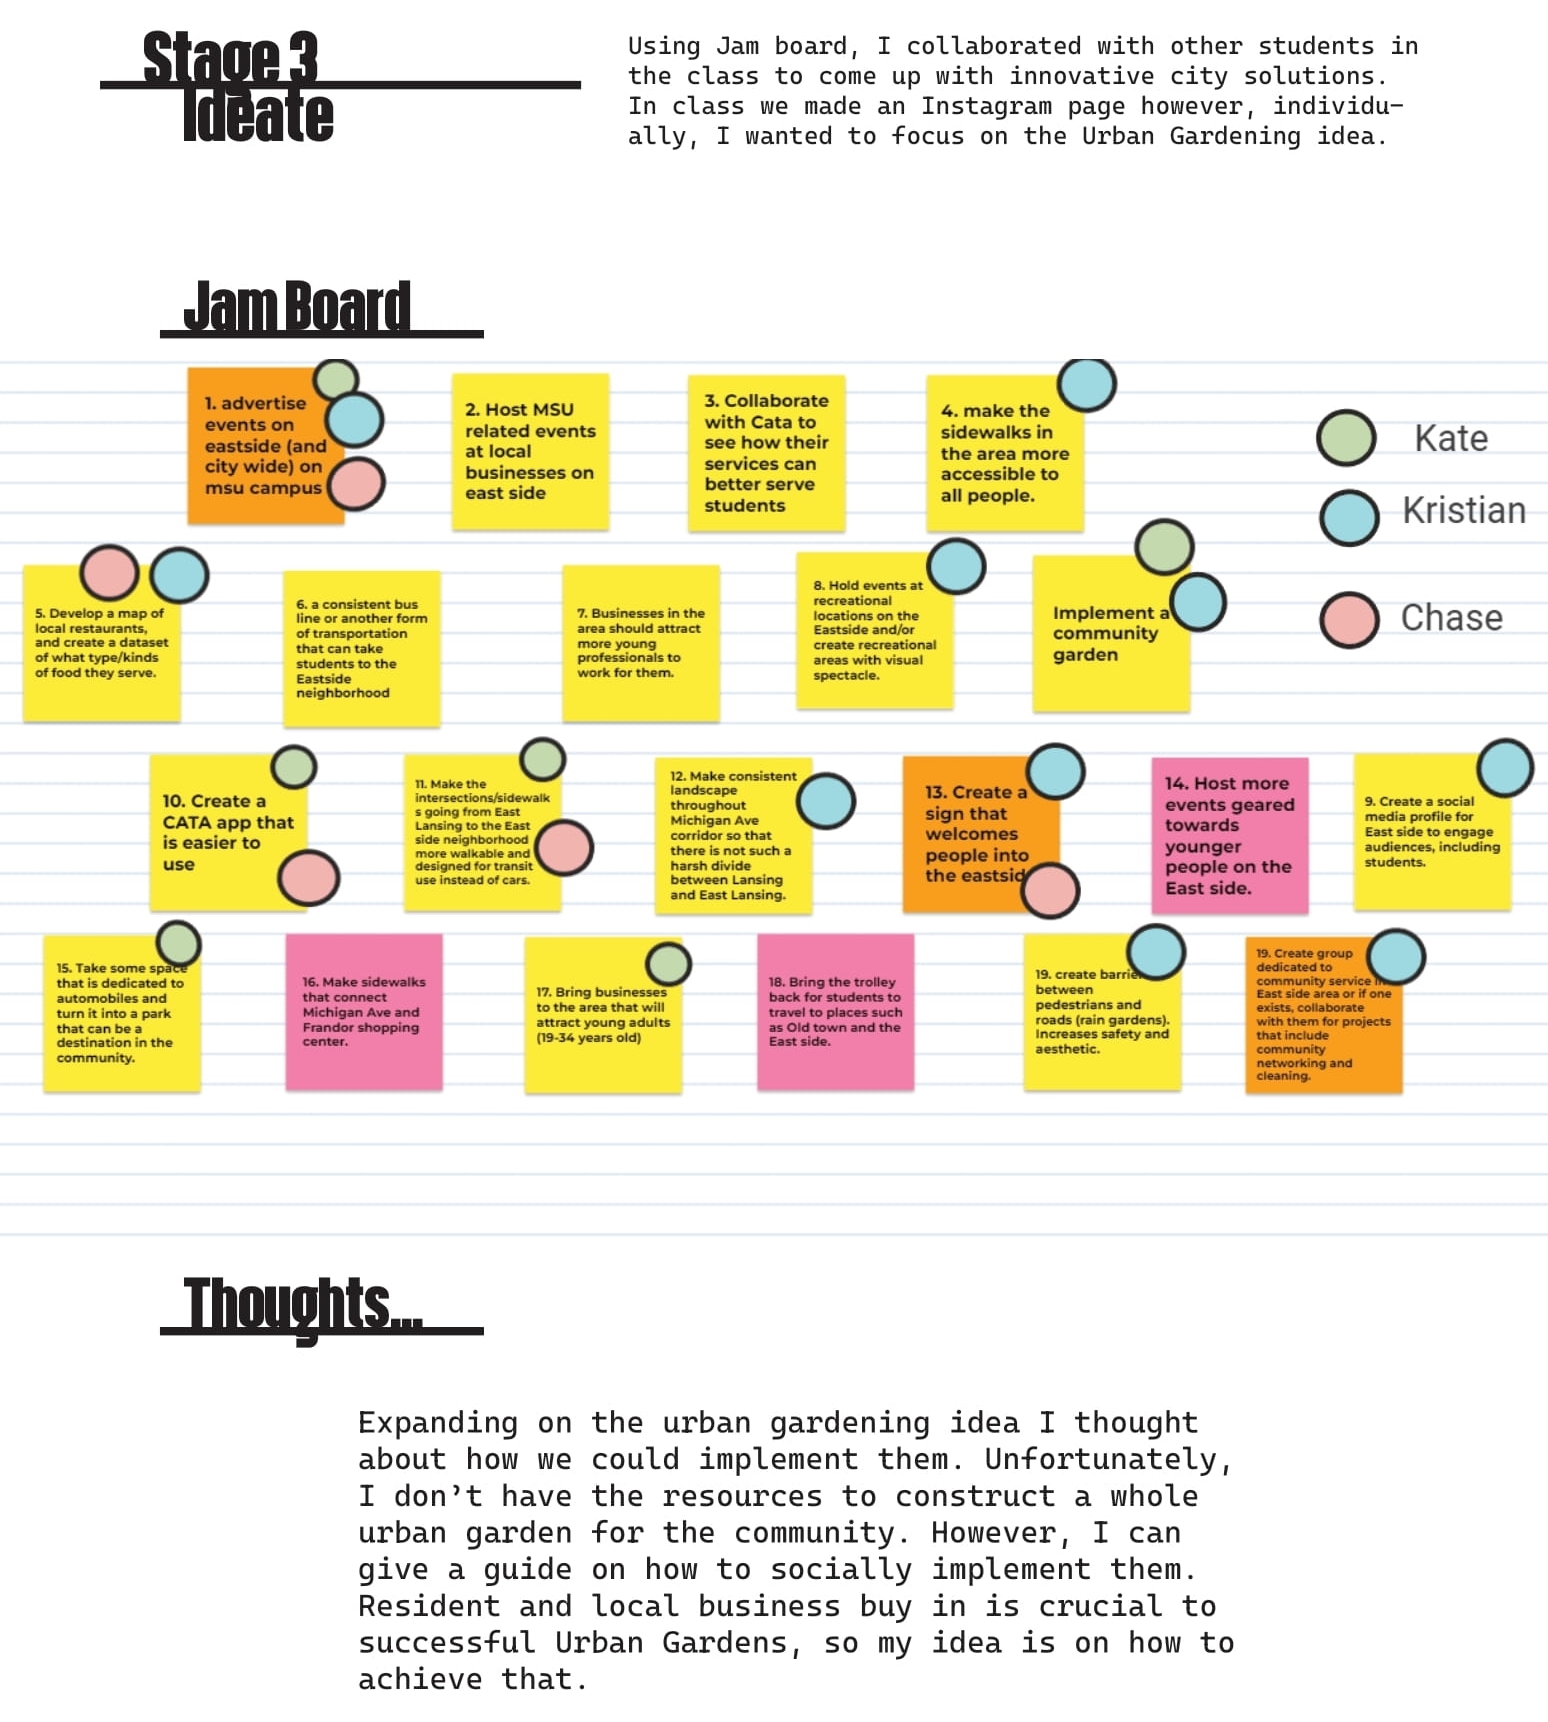 Stage 3
Ideate
Using Jam board, I collaborated with other students in
the class to come up with innovative city solutions.
In class we made an Instagram page however, individu-
ally, I wanted to focus on the Urban Gardening idea.
Jam Board
1. advertise
events on
eastside (and
city wide) on
msu campus
2. Host MSU
related events
at local
businesses on
east side
3. Collaborate
with Cata to
see how their
services can
better serve
students
4. make the
sidewalks in
the area more
accessible to
all people.
Kate
Kristian
Chase
5. Develop a map of
local restaurants,
and create a dataset
of what type/kinds
of food they serve.
6. a consistent bus
line or another form
of transportation
that can take
students to the
Eastside
neighborhood
7. Businesses in the
area should attract
more young
professionals to
work for them.
8. Hold events at
recreational
locations on the
Eastside and/or
create recreational
areas with visual
spectacle.
Implement a
community
garden
10. Create a
CATA app that
is easier to
use
11. Make the
intersections/sidewalk
s going from East
Lansing to the East
side neighborhood
more walkable and
designed for transit
use instead of cars.
12. Make consistent
landscape
throughout
Michigan Ave
corridor so that
there is not such a
harsh divide
between Lansing
and East Lansing.
13. Create a
sign that
welcomes
people into
the eastsid
14. Host more
events geared
towards
younger
people on the
East side.
9. Create a social
media profile for
East side to engage
audiences, including
students.
15. Take some space
that is dedicated to
automobiles and
turn it into a park
that can be a
destination in the
community.
16. Make sidewalks
that connect
Michigan Ave and
Frandor shopping
center.
17. Bring businesses
to the area that will
attract young adults
(19-34 years old)
18. Bring the trolley
back for students to
travel to places such
as Old town and the
East side.
19. create barrie
between
pedestrians and
roads (rain gardens).
Increases safety and
aesthetic.
19. Create group
dedicated to
community service in
East side area or if one
exists, collaborate
with them for projects
that include
community
networking and
cleaning.
Thoughts...
Expanding on the urban gardening idea I thought
about how we could implement them. Unfortunately,
I don't have the resources to construct a whole
urban garden for the community. However, I can
give a guide on how to socially implement them.
Resident and local business buy in is crucial to
successful Urban Gardens, so my idea is on how to
achieve that.